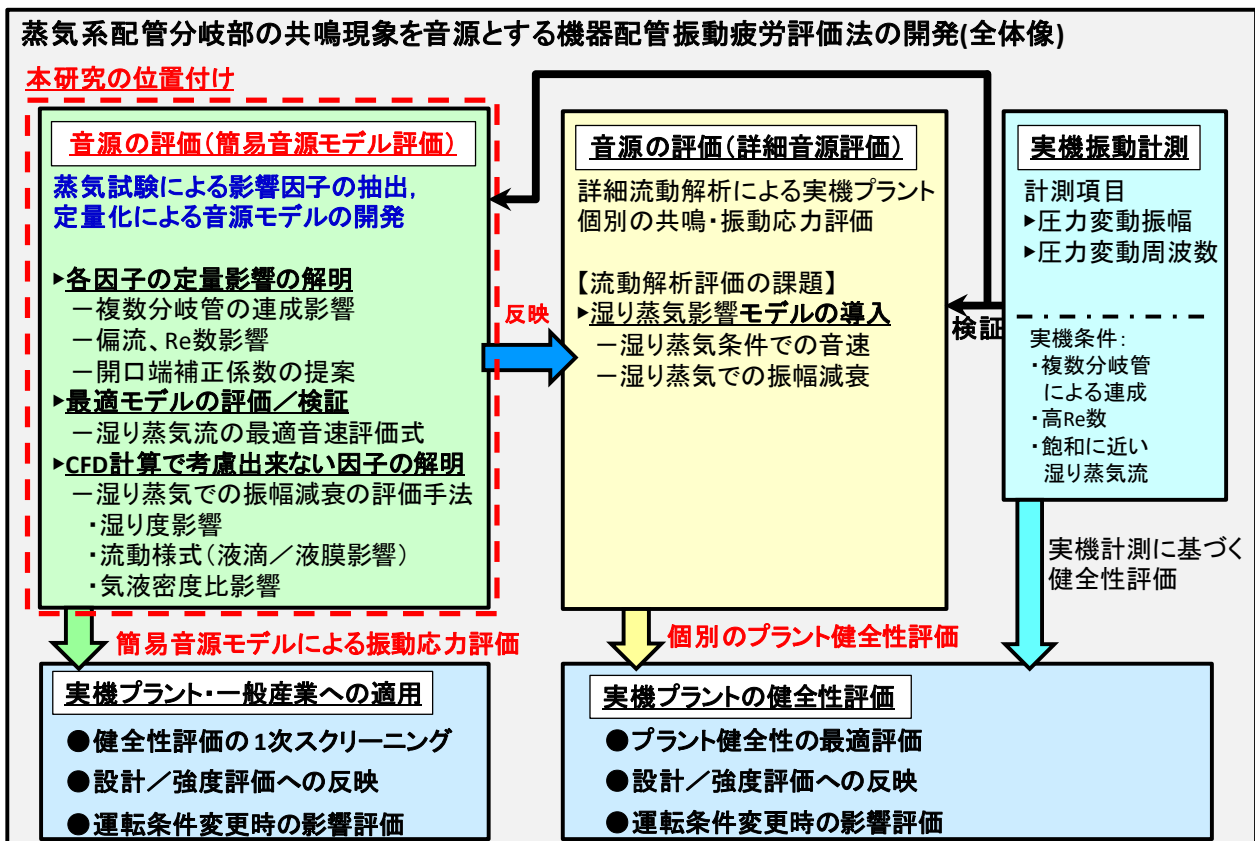 蒸気系配管分岐部の共鳴現象を音源とする機器配管振動疲労評価法の開発(全体像)
本研究の位置付け
音源の評価(簡易音源モデル評価)
蒸気試験による影響因子の抽出,
定量化による音源モデルの開発
▶各因子の定量影響の解明
－複数分岐管の連成影響
－偏流、Re数影響
－開口端補正係数の提案
▶最適モデルの評価／検証
－湿り蒸気流の最適音速評価式
▶CFD計算で考慮出来ない因子の解明
－湿り蒸気での振幅減衰の評価手法
・湿り度影響
・流動様式(液滴／液膜影響)
・気液密度比影響
反映
音源の評価(詳細音源評価)
詳細流動解析による実機プラント
個別の共鳴・振動応力評価
【流動解析評価の課題】
▶湿り蒸気影響モデルの導入
－湿り蒸気条件での音速
－湿り蒸気での振幅減衰
検証
実機振動計測
計測項目
▶圧力変動振幅
▶圧力変動周波数
実機条件:
・複数分岐管
による連成
・高Re数
・飽和に近い
湿り蒸気流
実機計測に基づく
健全性評価
簡易音源モデルによる振動応力評価
個別のプラント健全性評価
実機プラント・一般産業への適用
●健全性評価の1次スクリーニング
●設計／強度評価への反映
●運転条件変更時の影響評価
実機プラントの健全性評価
●プラント健全性の最適評価
●設計／強度評価への反映
●運転条件変更時の影響評価